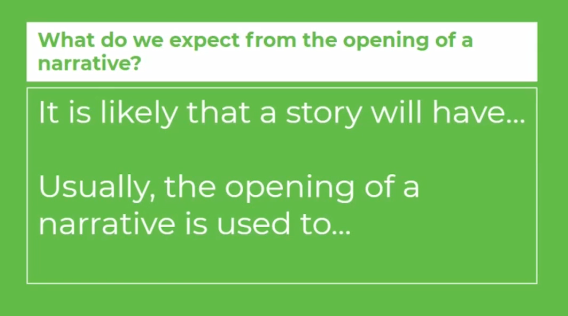 What do we expect from the opening of a
narrative?
It is likely that a story will have...
Usually, the opening of a
narrative is used to...